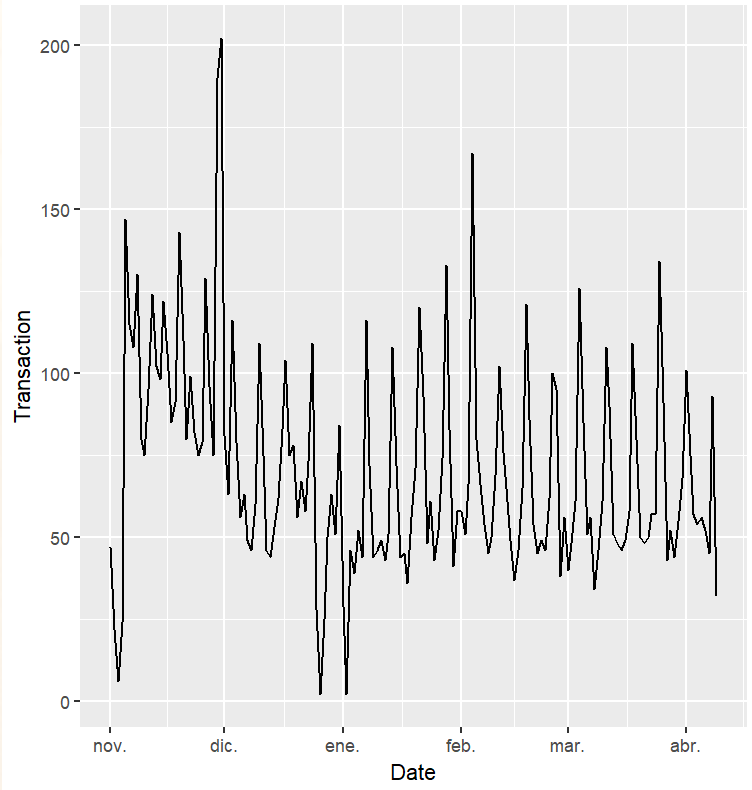 200
150
100
50
0
Transaction
nov. dic. ene. feb. mar. abr.
Date